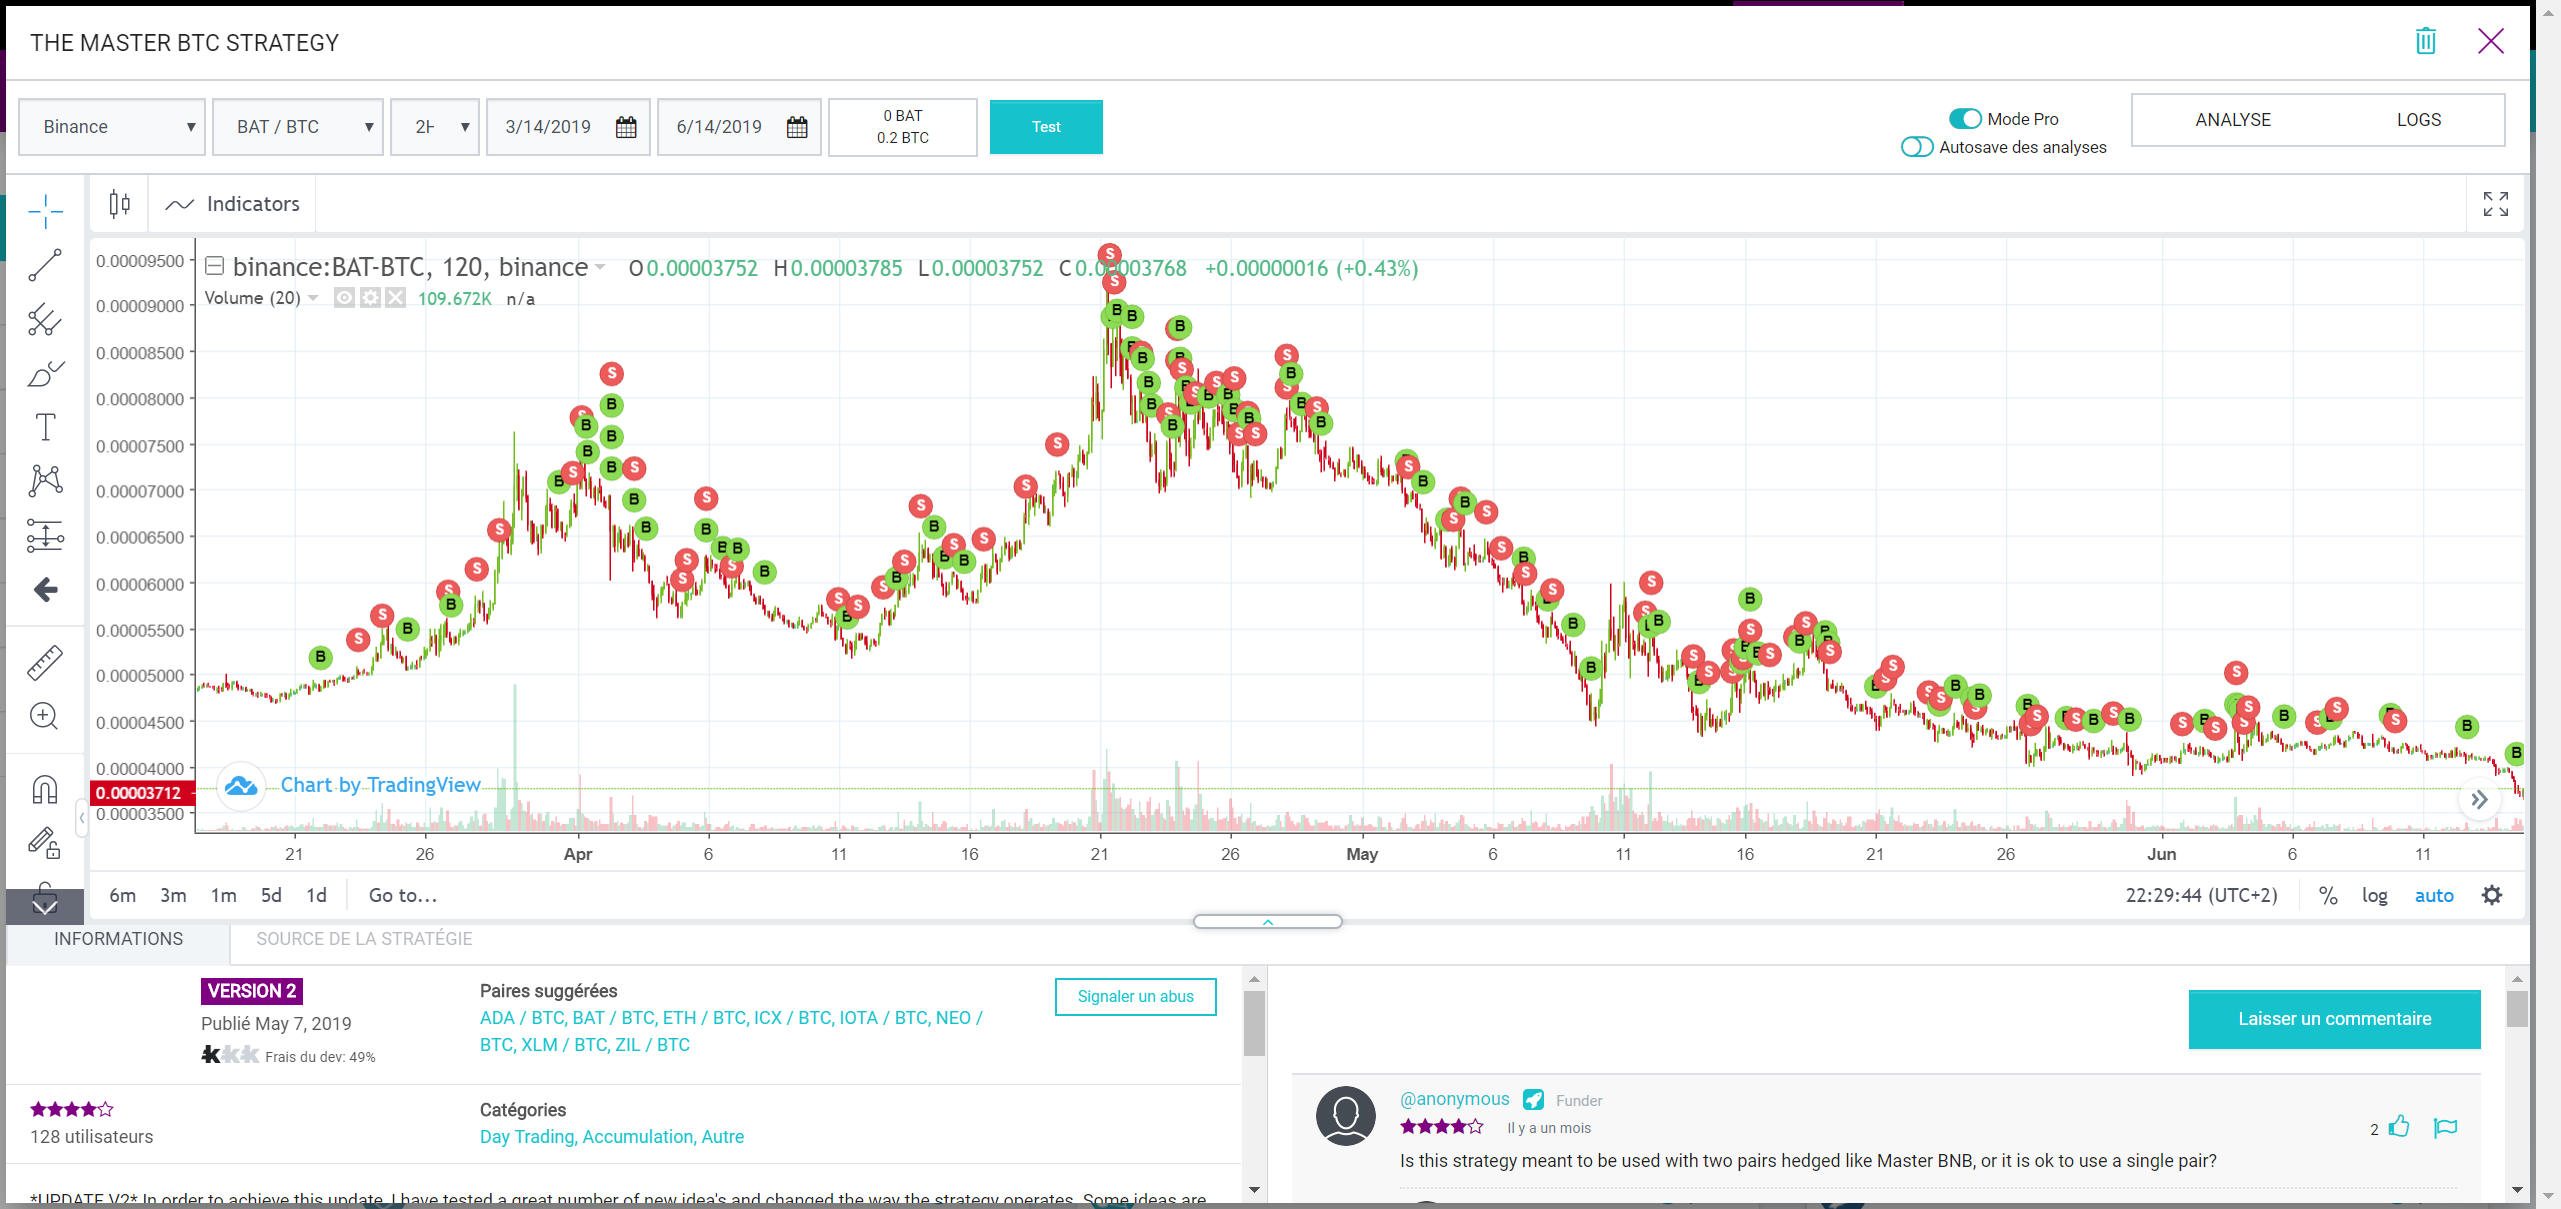 THE MASTER BTC STRATEGY
Binance
BAT / BTC
3/14/2019
6/14/2019
0 BAT
0.2 BTC
Test
Mode Pro
Autosave des analyses
ANALYSE
LOGS
Indicators
binance:BAT-BTC, 120, binance O0.00003752 H0.00003785 L0.00003752 C0.00003768 +0.00000016 (+0.43%)
Volume (20) 109.672K n/a
0.00009500
0.00009000
0.00008500
0.00008000
0.00007500
0.00007000
0.00006500
0.00006000
0.00005500
0.00005000
0.00004500
0.00004000
0.00003712
0.00003500
Chart by TradingView
21 26 Apr 6 11 16 21 26 May 6 11 16 21 26 Jun 6 11
6m 3m 1m 5d 1d Go to...
22:29:44 (UTC+2) % log auto
INFORMATIONS
SOURCE DE LA STRATÉGIE
VERSION 2
Publié May 7, 2019
Frais du dev: 49%
Paires suggérées
ADA / BTC, BAT / BTC, ETH / BTC, ICX / BTC, IOTA / BTC, NEO /
BTC, XLM / BTC, ZIL / BTC
Signaler un abus
128 utilisateurs
Catégories
Day Trading, Accumulation, Autre
*UPDATE V2* In order to achieve this update, I have tested a great number of new idea's and changed the way the strategy operates. Some ideas are
Laisser un commentaire
@anonymous Funder
Il y a un mois
2
Is this strategy meant to be used with two pairs hedged like Master BNB, or it is ok to use a single pair?